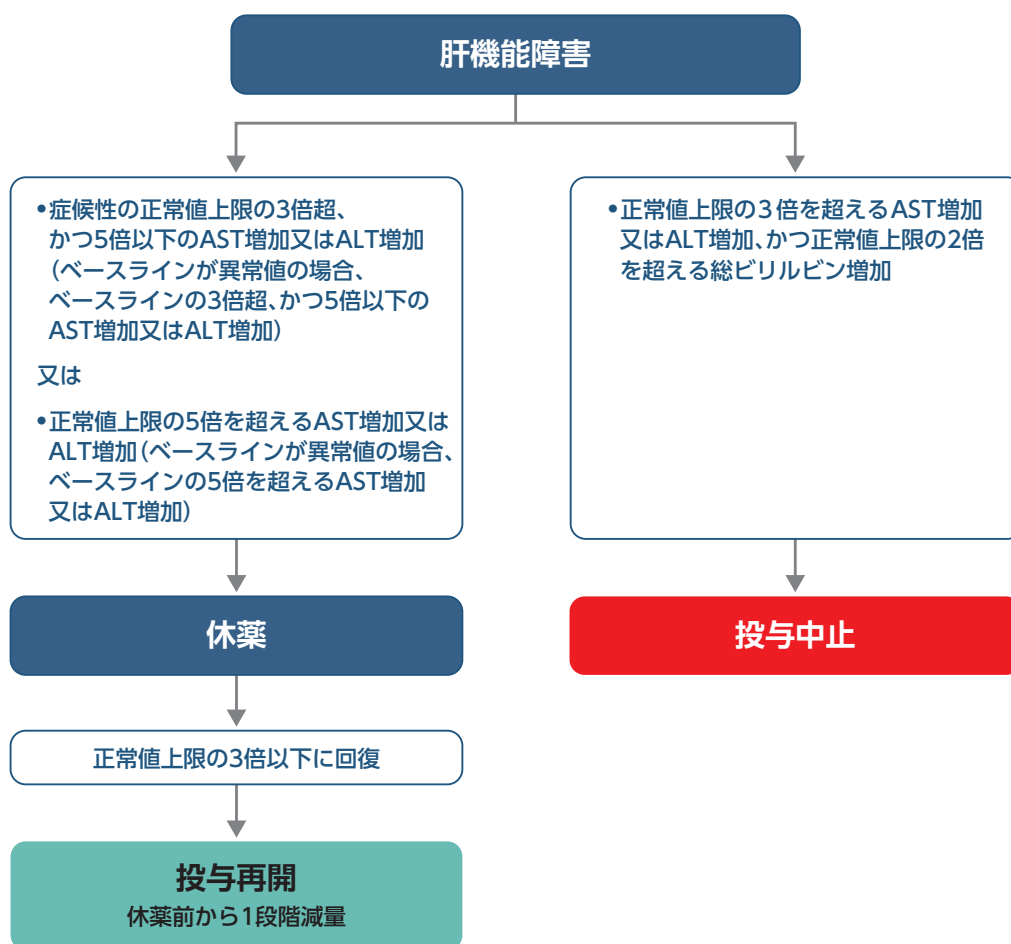 肝機能障害
•症候性の正常値上限の3倍超、
かつ5倍以下のAST増加又はALT増加
（ベースラインが異常値の場合、
ベースラインの3倍超、かつ5倍以下の
AST増加又はALT増加）
又は
•正常値上限の5倍を超えるAST増加又は
ALT増加（ベースラインが異常値の場合、
ベースラインの5倍を超えるAST増加
又はALT増加）
休薬
正常値上限の3倍以下に回復
投与再開
休薬前から1段階減量
•正常値上限の３倍を超えるAST増加
又はALT増加、かつ正常値上限の2倍
を超える総ビリルビン増加
投与中止